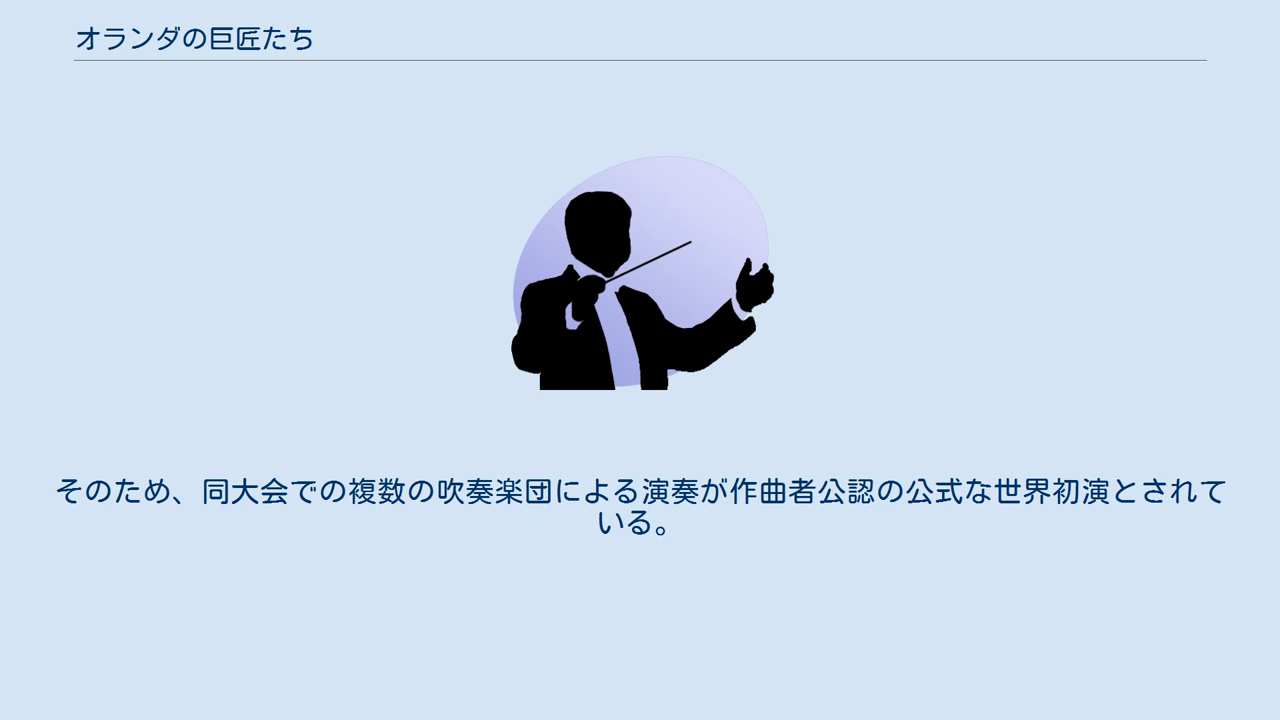 オランダの巨匠たち
そのため、同大会での複数の吹奏楽団による演奏が作曲者公認の公式な世界初演とされて
いる。